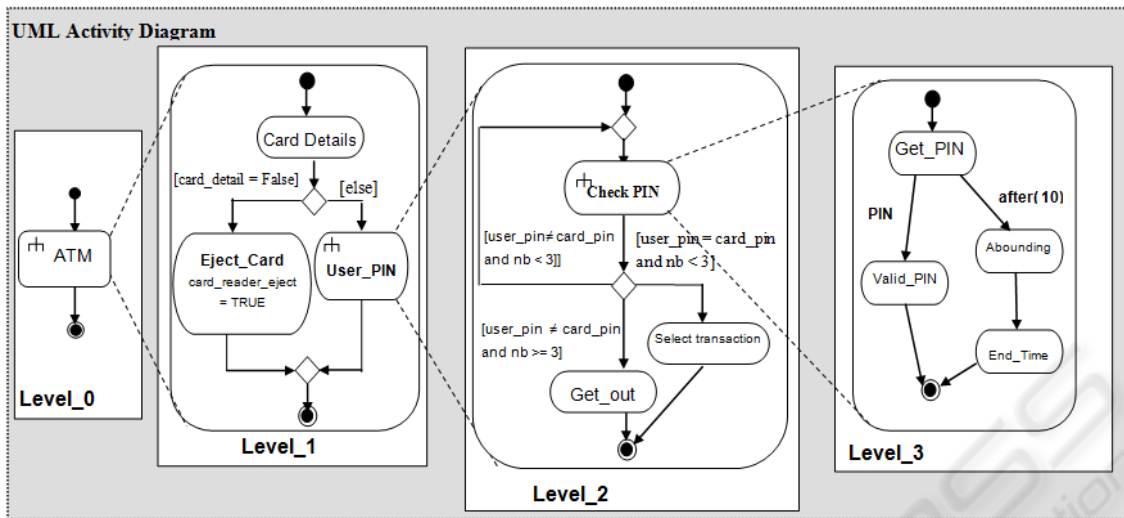 UML Activity Diagram
ATM
Level_0
Card Details
[card_detail = False]
[else]
Eject_Card
card_reader_eject
= TRUE
User_PIN
Level_1
Check PIN
[user_pin≠ card_pin
and nb < 3]]
[user_pin = card_pin
and nb < 3]
[user_pin ≠ card_pin
and nb >= 3]
Select transaction
Get_out
Level_2
Get_PIN
PIN
after( 10)
Abounding
Valid_PIN
End_Time
Level_3